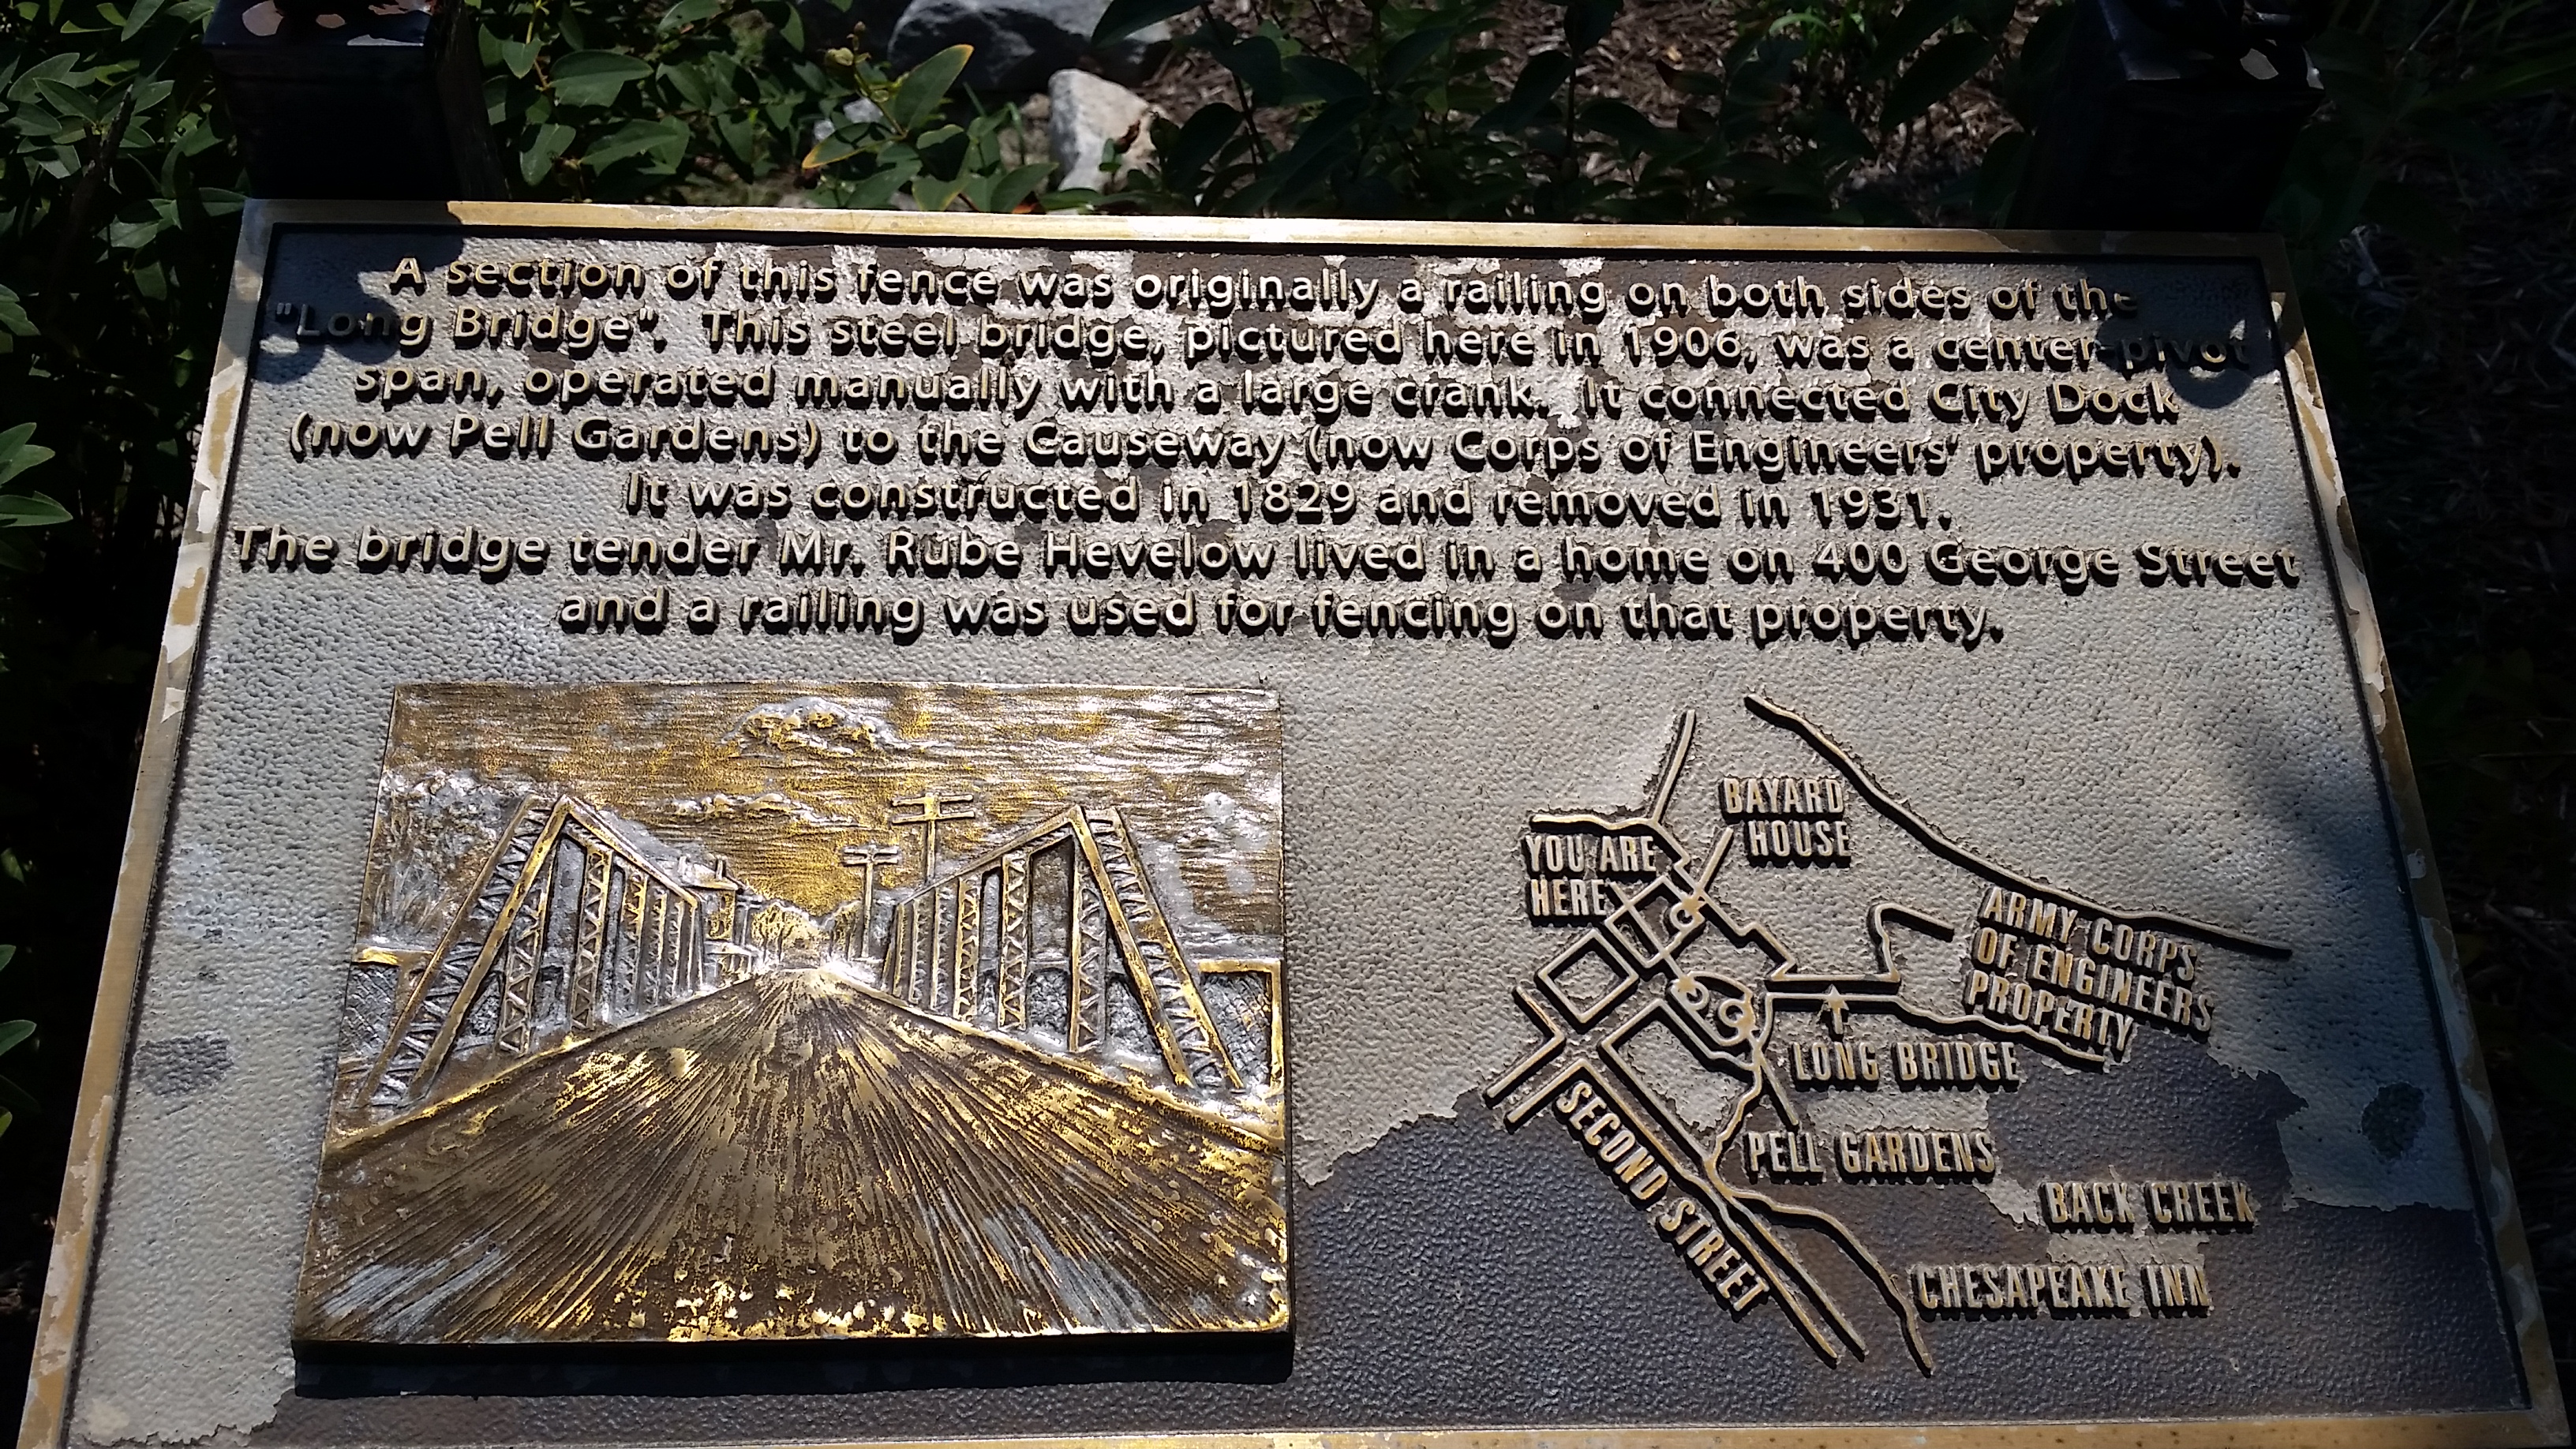 A section of this fence was originally a railing on both sides of the
"Long Bridge". This steel bridge, pictured here in 1906, was a center-pivot
span, operated manually with a large crank. It connected City Dock
(now Pell Gardens) to the Causeway (now Corps of Engineers' property).
It was constructed in 1829 and removed in 1931.
The bridge tender Mr. Rube Hevelow lived in a home on 400 George Street
and a railing was used for fencing on that property.
BAYARD
HOUSE
YOU ARE
HERE
ARMY CORPS
OF ENGINEERS
PROPERTY
LONG BRIDGE
SECOND STREET
PELL GARDENS
BACK CREEK
CHESAPEAKE INN